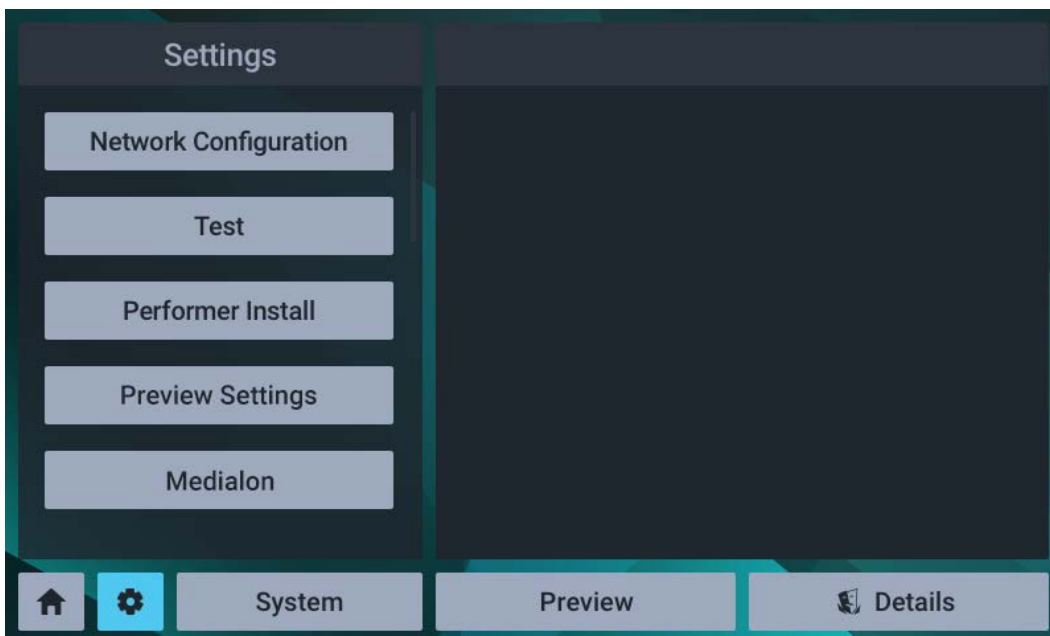 Settings
Network Configuration
Test
Performer Install
Preview Settings
Medialon
System
Preview
Details